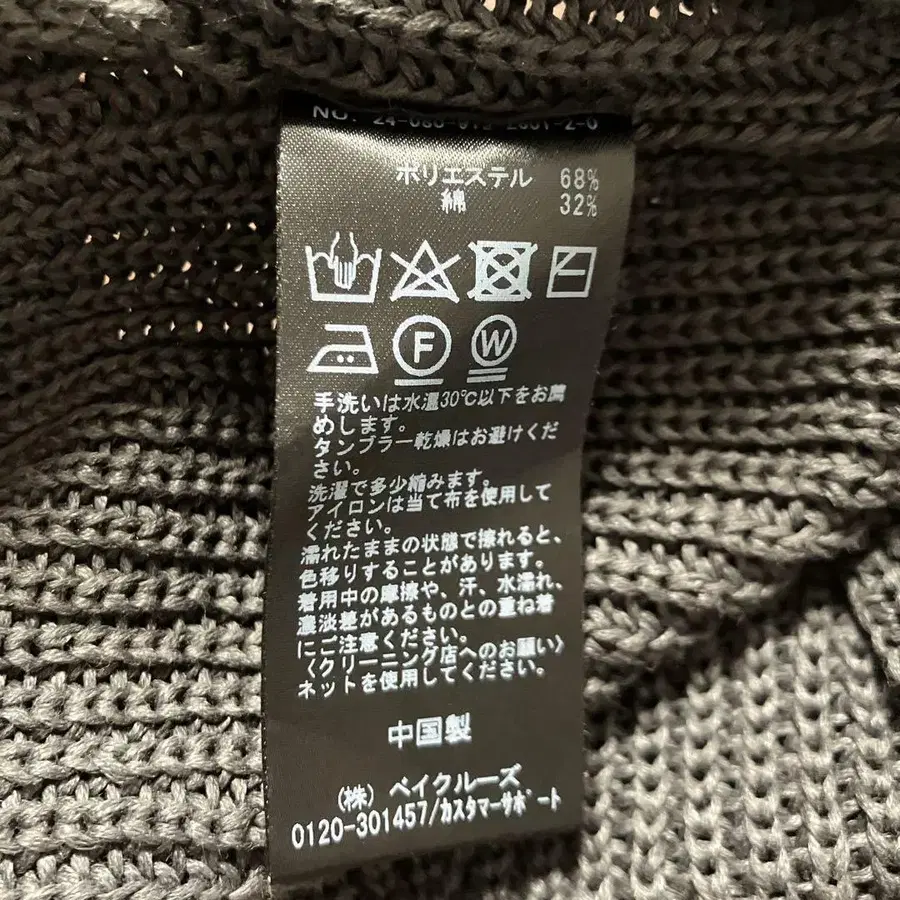 ポリエステル 68%
綿 32%
F W
手洗いは水温30℃以下をお薦
めします。
タンブラー乾燥はお避けくだ
さい。
洗濯で多少縮みます。
アイロンは当て布を使用して
ください。
濡れたままの状態で擦れると、
色移りすることがあります。
着用中の摩擦や、汗、水濡れ、
濃淡差があるものとの重ね着
にご注意ください。
〈クリーニング店へのお願い〉
ネットを使用してください。
中国製
(株) ベイクルーズ
0120-301457/カスタマーサポート